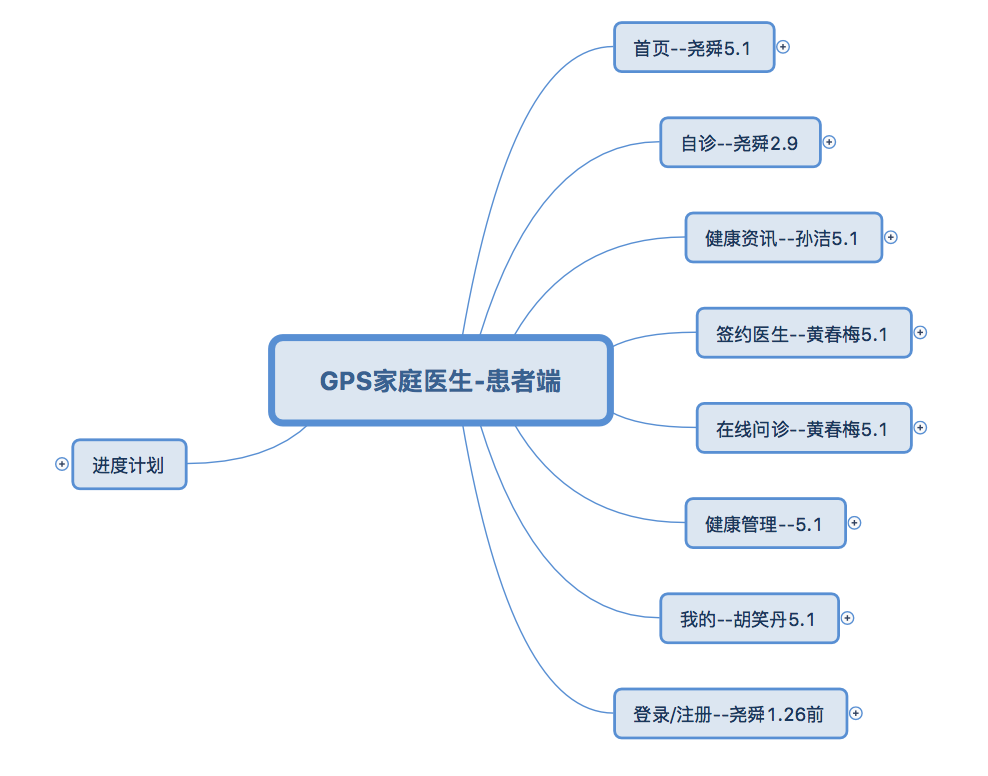 首页--尧舜5.1
自诊--尧舜2.9
健康资讯--孙洁5.1
签约医生--黄春梅5.1
GPS家庭医生-患者端
在线问诊--黄春梅5.1
进度计划
健康管理--5.1
我的--胡笑丹5.1
登录/注册--尧舜1.26前